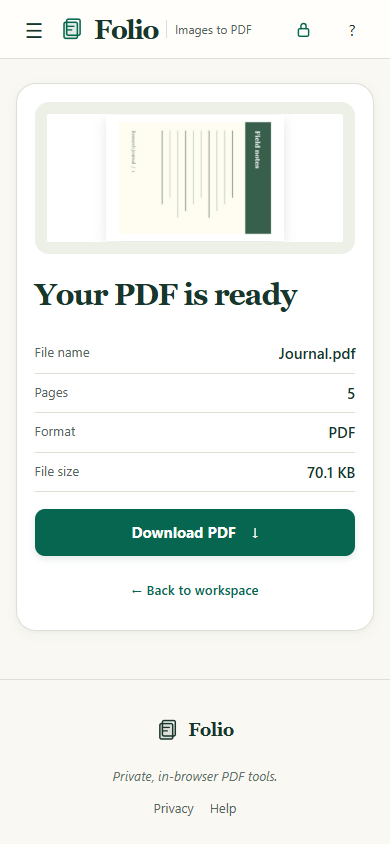 ☰ Folio Images to PDF ?
Field notes
Your PDF is ready
File name Journal.pdf
Pages 5
Format PDF
File size 70.1 KB
Download PDF ↓
← Back to workspace
Folio
Private, in-browser PDF tools.
Privacy Help